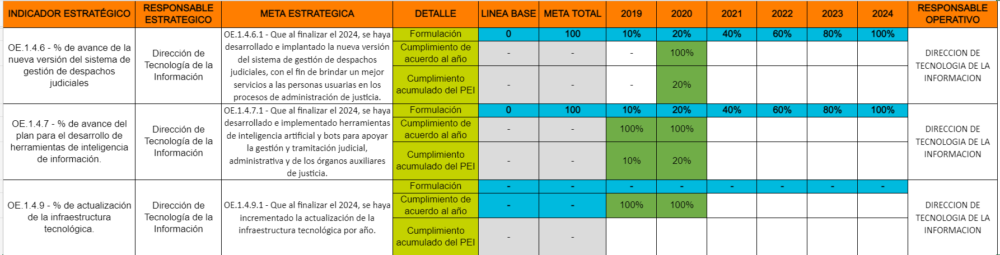 INDICADOR ESTRATÉGICO
RESPONSABLE
ESTRATEGICO
META ESTRATEGICA
DETALLE
LINEA BASE
META TOTAL
2019
2020
2021
2022
2023
2024
RESPONSABLE
OPERATIVO
OE.1.4.6 - % de avance de la
nueva versión del sistema de
gestión de despachos
judiciales
Dirección de
Tecnología de la
Información
OE.1.4.6.1 - Que al finalizar el 2024, se haya
desarrollado e implantado la nueva versión
del sistema de gestión de despachos
judiciales, con el fin de brindar un mejor
servicios a las personas usuarias en los
procesos de administración de justicia.
Formulación
0
100
10%
20%
40%
60%
80%
100%
Cumplimiento de
acuerdo al año
-
-
-
100%
Cumplimiento
acumulado del PEI
-
-
-
20%
DIRECCION DE
TECNOLOGIA DE LA
INFORMACION
OE.1.4.7 - % de avance del
plan para el desarrollo de
herramientas de inteligencia
de información.
Dirección de
Tecnología de la
Información
OE.1.4.7.1 - Que al finalizar el 2024, se haya
desarrollado e implementado herramientas
de inteligencia artificial y bots para apoyar
la gestión y tramitación judicial,
administrativa y de los órganos auxiliares
de justicia.
Formulación
0
100
10%
20%
40%
60%
80%
100%
Cumplimiento de
acuerdo al año
-
-
100%
100%
Cumplimiento
acumulado del PEI
-
-
10%
20%
DIRECCION DE
TECNOLOGIA DE LA
INFORMACION
OE.1.4.9 - % de actualización
de la infraestructura
tecnológica.
Dirección de
Tecnología de la
Información
OE.1.4.9.1 - Que al finalizar el 2024, se haya
incrementado la actualización de la
infraestructura tecnológica por año.
Formulación
-
-
-
-
-
-
-
-
Cumplimiento de
acuerdo al año
-
-
100%
100%
Cumplimiento
acumulado del PEI
-
-
DIRECCION DE
TECNOLOGIA DE LA
INFORMACION